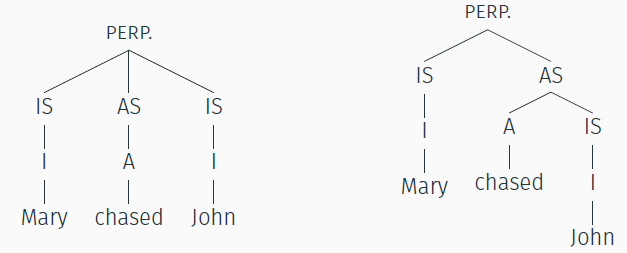 PERP.
IS AS IS
I A I
Mary chased John
PERP.
IS AS
I A IS
Mary chased I
John